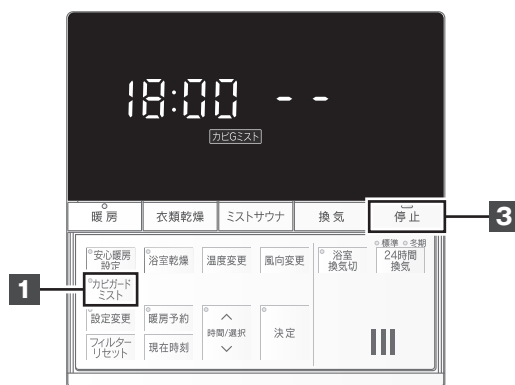 18:00 - -
カビGミスト
暖房 衣類乾燥 ミストサウナ 換気 停止
3
標準 冬期
安心暖房
設定
浴室乾燥
温度変更
風向変更
浴室
換気切
24時間
換気
1
カビガード
ミスト
設定変更
暖房予約
時間/選択
決定
フィルター
リセット
現在時刻